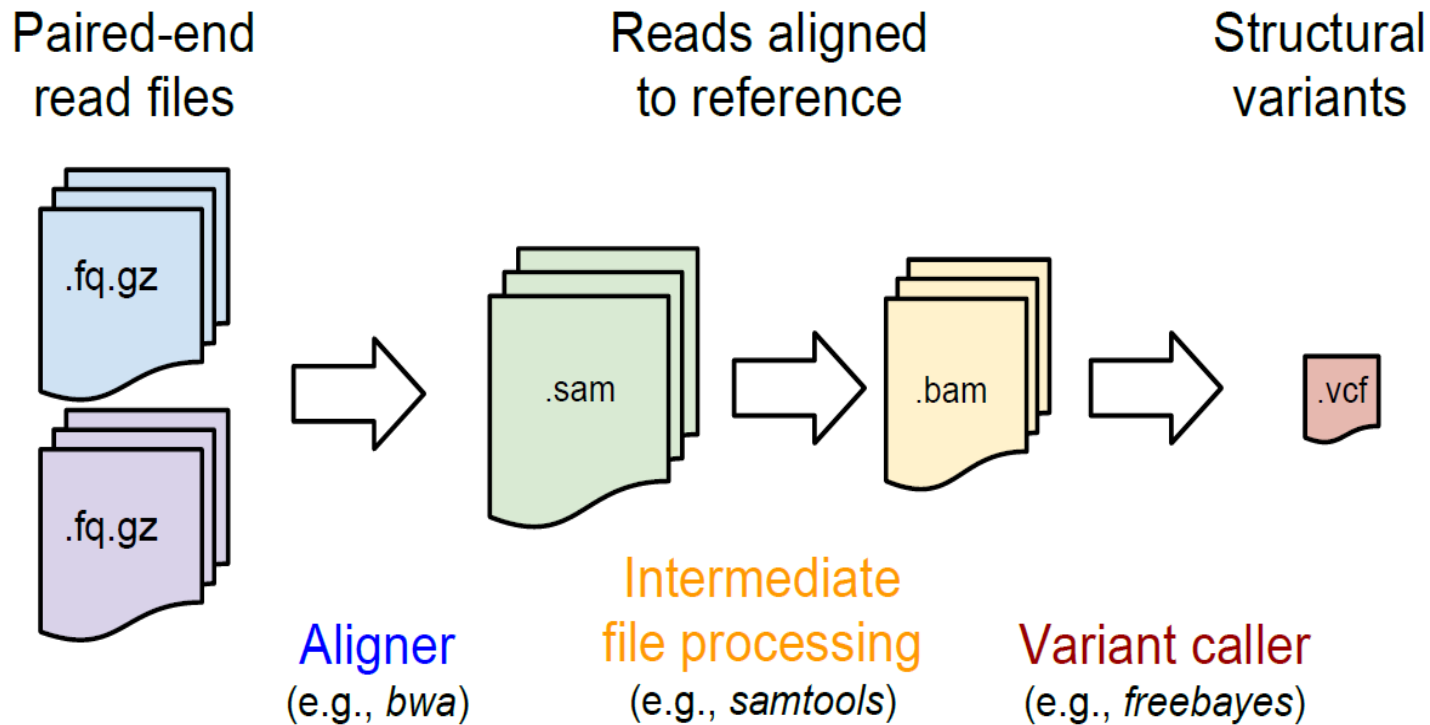 Paired-end
read files
Reads aligned
to reference
Structural
variants
.fq.gz
.fq.gz
.sam
.bam
.vcf
Aligner
(e.g., bwa)
Intermediate
file processing
(e.g., samtools)
Variant caller
(e.g., freebayes)